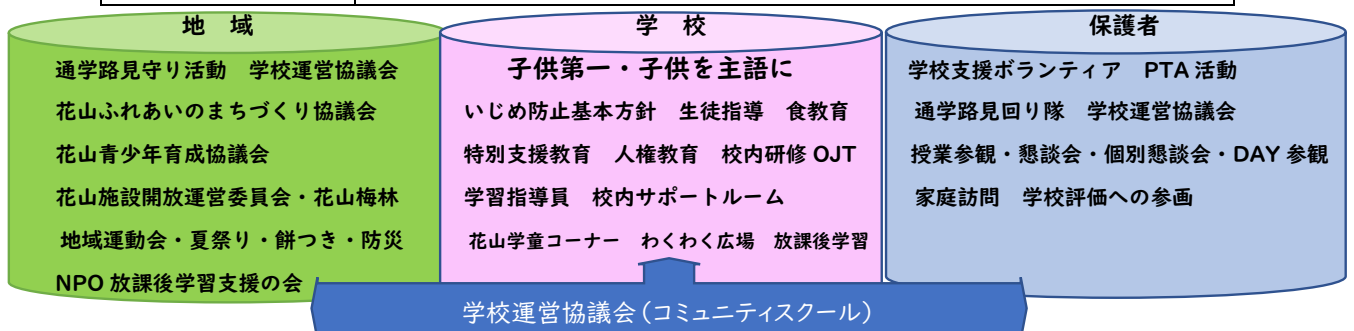 地 域
通学路見守り活動 学校運営協議会
花山ふれあいのまちづくり協議会
花山青少年育成協議会
花山施設開放運営委員会・花山梅林
地域運動会・夏祭り・餅つき・防災
NPO 放課後学習支援の会
学 校
子供第一・子供を主語に
いじめ防止基本方針 生徒指導 食教育
特別支援教育 人権教育 校内研修 OJT
学習指導員 校内サポートルーム
花山学童コーナー わくわく広場 放課後学習
保護者
学校支援ボランティア PTA 活動
通学路見回り隊 学校運営協議会
授業参観・懇談会・個別懇談会・DAY 参観
家庭訪問 学校評価への参画
学校運営協議会（コミュニティスクール）